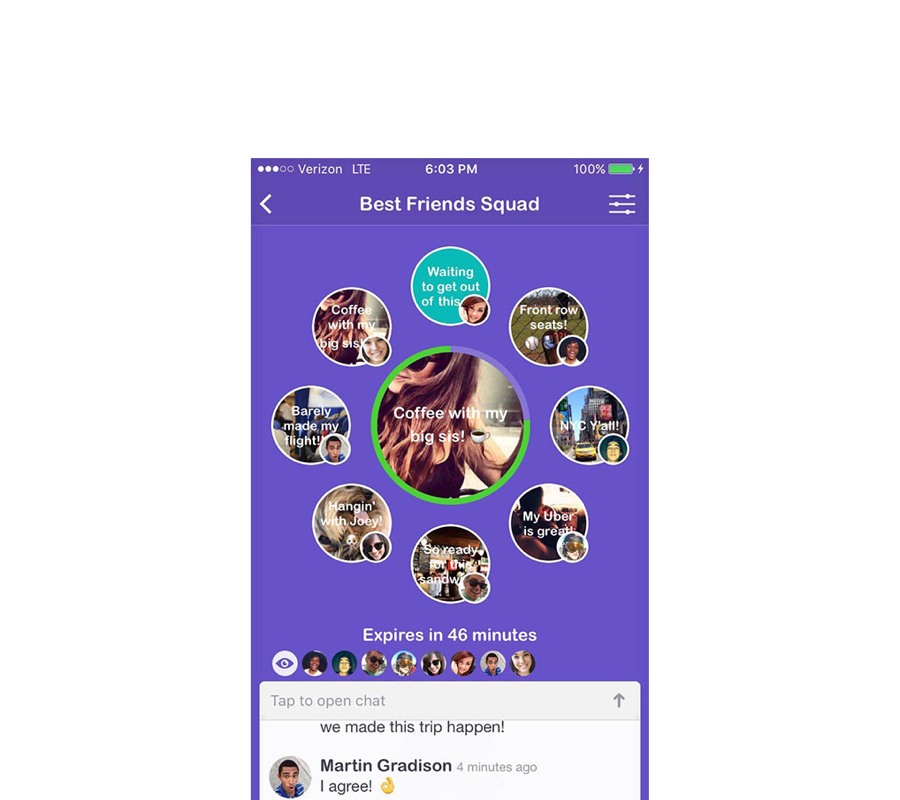 Verizon LTE 6:03 PM 100%
Best Friends Squad
Waiting
to get out
of this
Coffee
with my
big sis!
Front row
seats!
Barely
made my
flight!
Coffee with my
big sis! ☕
NYC Y'all!
Hangin'
with Joey!
My Uber
is great!
So ready
for this
Expires in 46 minutes
Tap to open chat
we made this trip happen!
Martin Gradison 4 minutes ago
I agree! 👌